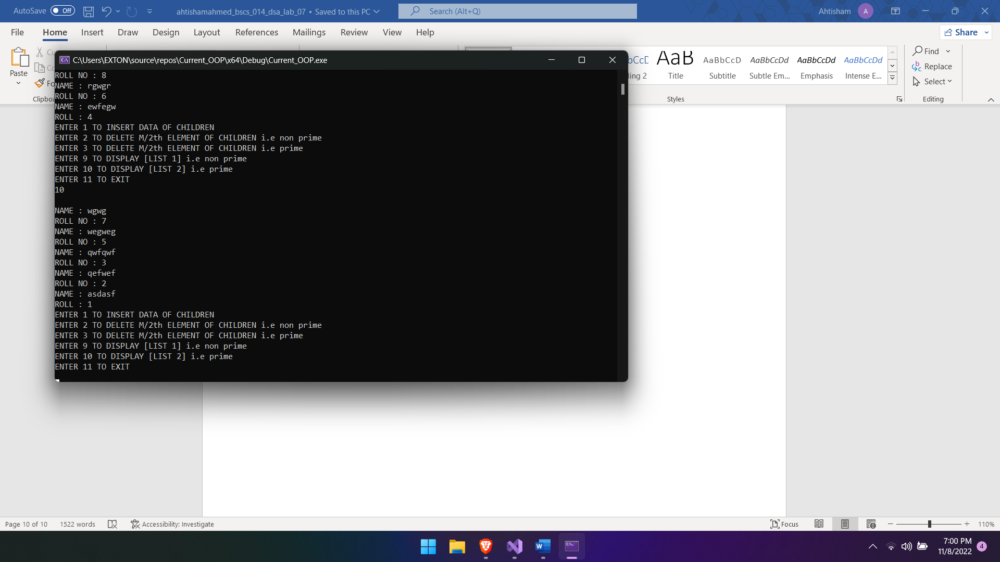 AutoSave Off ahtishamahmed_bscs_014_dsa_lab_07 • Saved to this PC Search (Alt+Q) Ahtisham A
File Home Insert Draw Design Layout References Mailings Review View Help Share
Paste
Clipboa
C:\Users\EXTON\source\repos\Current_OOP\x64\Debug\Current_OOP.exe
ROLL NO : 8
NAME : rgwgr
ROLL NO : 6
NAME : ewfegw
ROLL : 4
ENTER 1 TO INSERT DATA OF CHILDREN
ENTER 2 TO DELETE M/2th ELEMENT OF CHILDREN i.e non prime
ENTER 3 TO DELETE M/2th ELEMENT OF CHILDREN i.e prime
ENTER 9 TO DISPLAY [LIST 1] i.e non prime
ENTER 10 TO DISPLAY [LIST 2] i.e prime
ENTER 11 TO EXIT
10
NAME : wgwg
ROLL NO : 7
NAME : wegweg
ROLL NO : 5
NAME : qwfqwf
ROLL NO : 3
NAME : qefwef
ROLL NO : 2
NAME : asdasf
ROLL : 1
ENTER 1 TO INSERT DATA OF CHILDREN
ENTER 2 TO DELETE M/2th ELEMENT OF CHILDREN i.e non prime
ENTER 3 TO DELETE M/2th ELEMENT OF CHILDREN i.e prime
ENTER 9 TO DISPLAY [LIST 1] i.e non prime
ENTER 10 TO DISPLAY [LIST 2] i.e prime
ENTER 11 TO EXIT
AaB AaBbCcD AaBbCcDd AaBbCcDd AaBbCcDd
ling 2 Title Subtitle Subtle Em... Emphasis Intense E...
Styles
Find
Replace
Select
Editing
Page 10 of 10 1522 words Accessibility: Investigate Focus 110%
7:00 PM
11/8/2022 4